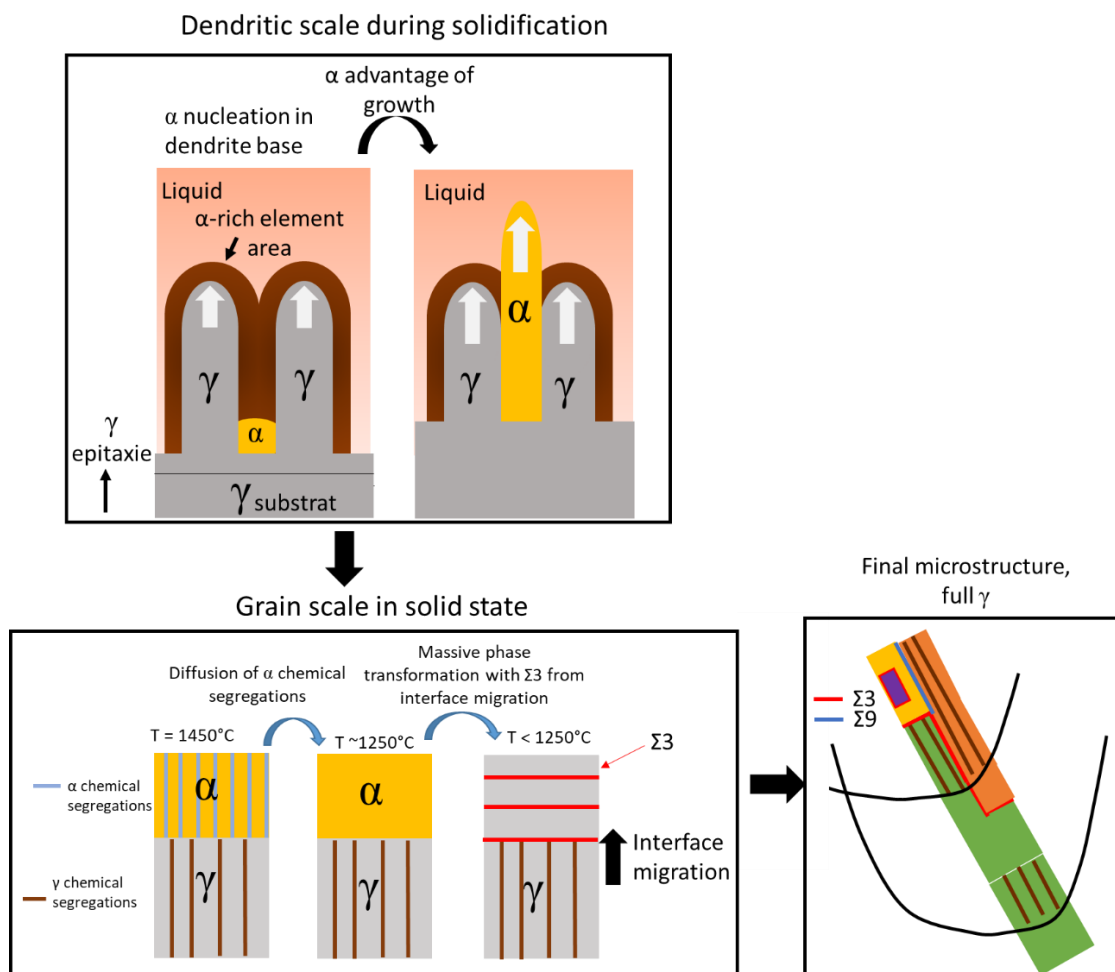 Dendritic scale during solidification
α advantage of
growth
α nucleation in
dendrite base
Liquid
α-rich element
area
γ
γ
α
γ
epitaxie
γ substrat
Liquid
α
γ
γ
Grain scale in solid state
Diffusion of α chemical
segregations
Massive phase
transformation with Σ3 from
interface migration
T = 1450°C
T ~1250°C
T < 1250°C
Σ3
α chemical
segregations
α
α
γ chemical
segregations
γ
γ
γ
Interface
migration
Final microstructure,
full γ
Σ3
Σ9